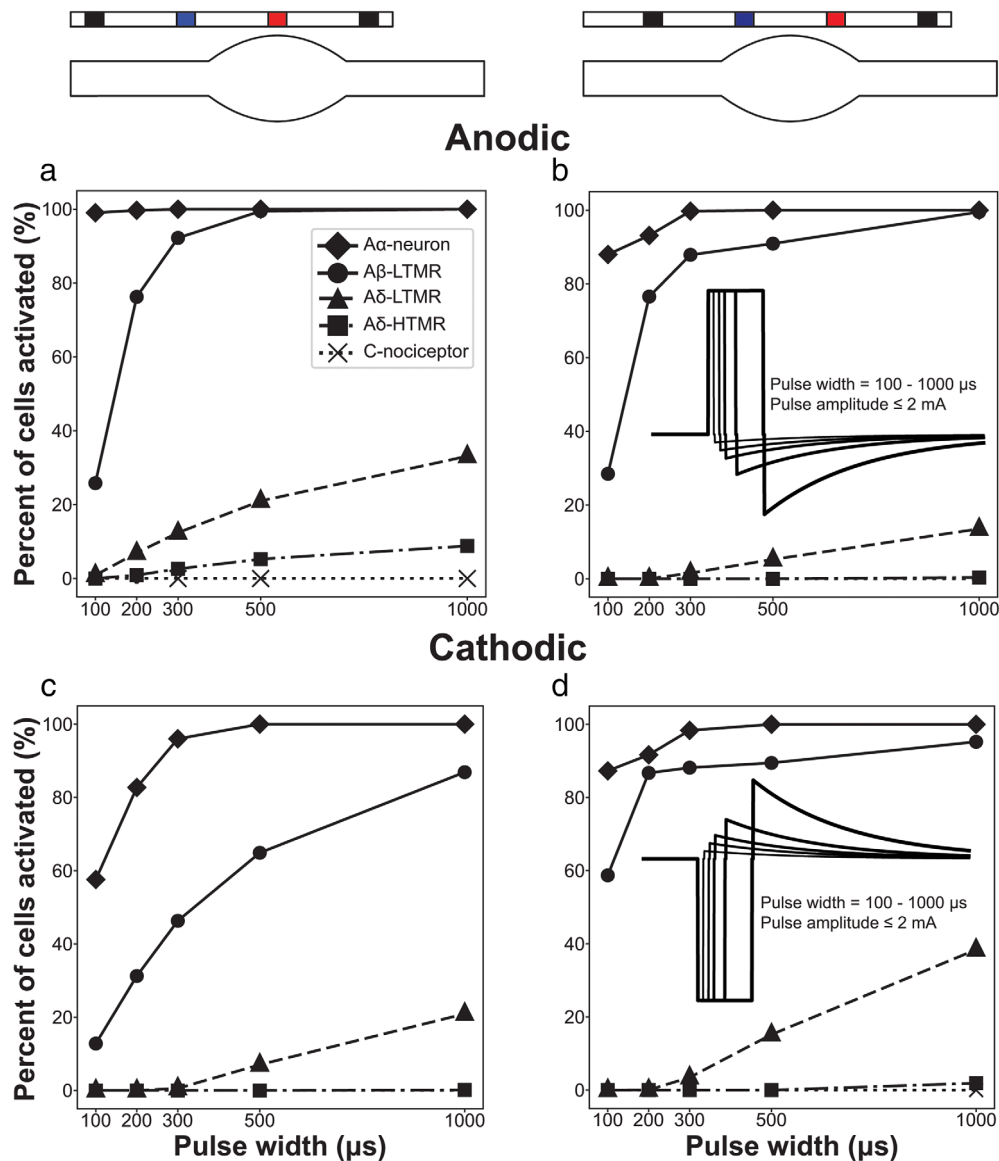 Anodic
a
b
Percent of cells activated (%)
100
80
60
40
20
0
100 200 300 500 1000
Aα-neuron
Aβ-LTMR
Aδ-LTMR
Aδ-HTMR
C-nociceptor
100
80
60
40
20
0
100 200 300 500 1000
Pulse width = 100 - 1000 µs
Pulse amplitude ≤ 2 mA
Cathodic
c
d
Percent of cells activated (%)
100
80
60
40
20
0
100 200 300 500 1000
Pulse width (µs)
100
80
60
40
20
0
100 200 300 500 1000
Pulse width = 100 - 1000 µs
Pulse amplitude ≤ 2 mA
Pulse width (µs)